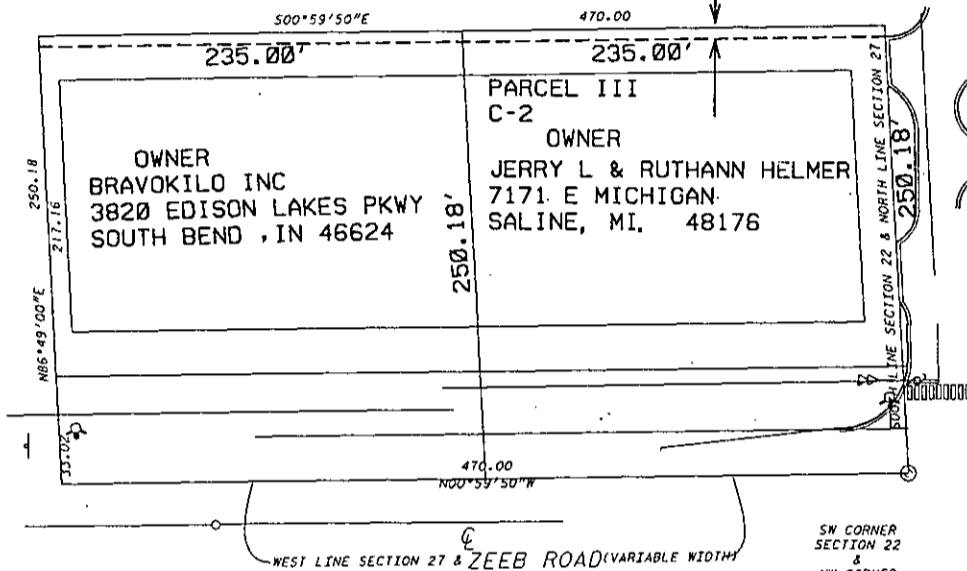 S00°59'50"E 470.00
235.00' 235.00'
PARCEL III
C-2
OWNER
JERRY L & RUTHANN HELMER
7171 E MICHIGAN
SALINE, MI. 48176
OWNER
BRAVOKILO INC
3820 EDISON LAKES PKWY
SOUTH BEND ,IN 46624
250.18
217.16
N86°49'00"E
33.02
250.18'
250.18'
SOUTH LINE SECTION 22 & NORTH LINE SECTION 27
470.00
N00°59'50"W
WEST LINE SECTION 27 & ZEEB ROAD (VARIABLE WIDTH)
SW CORNER
SECTION 22
&